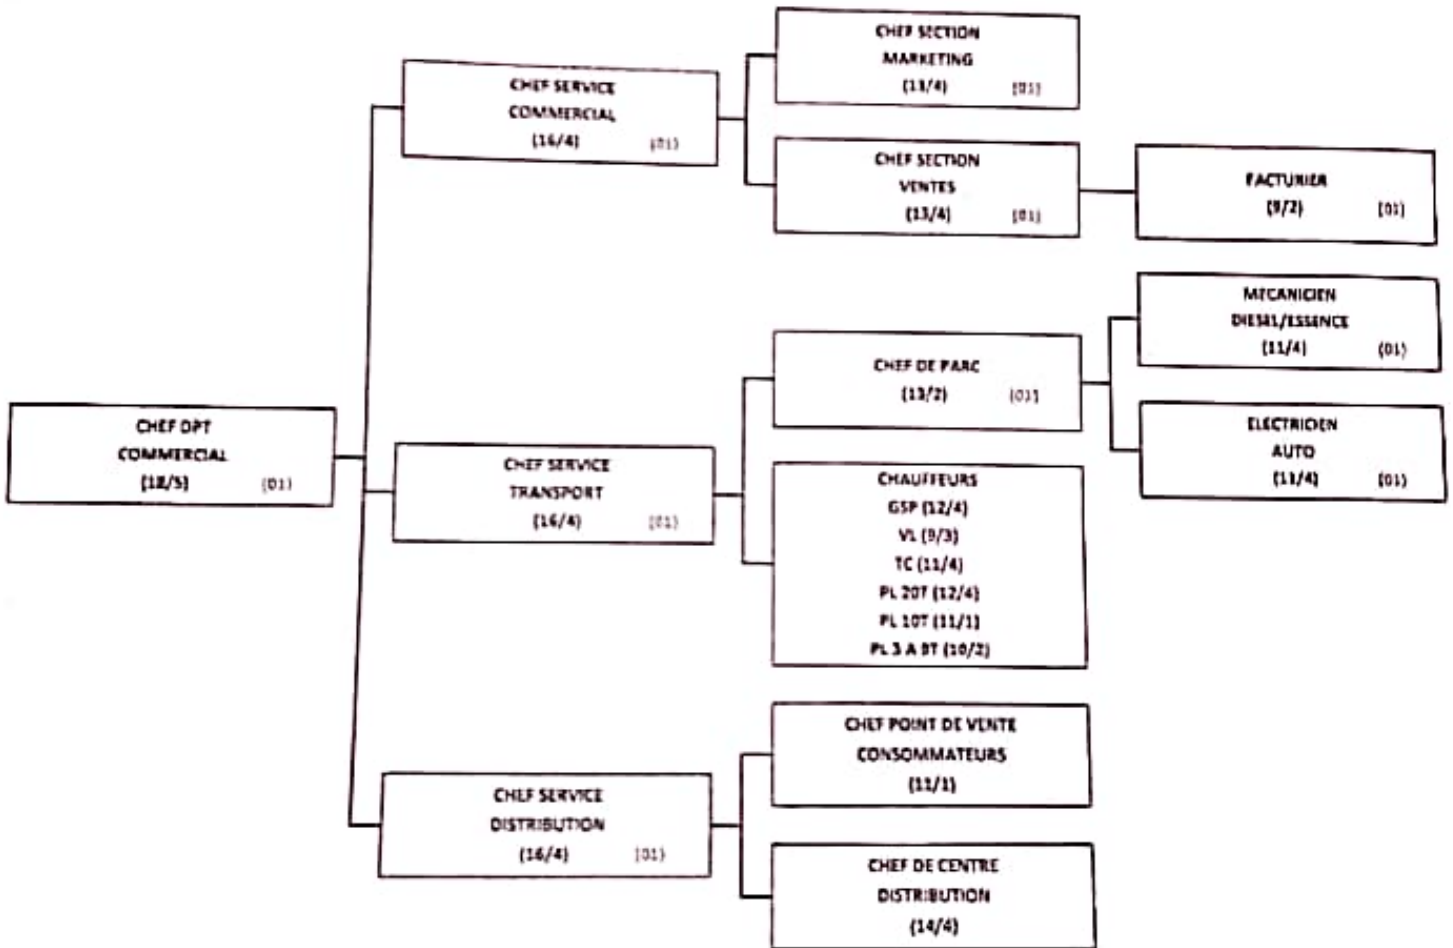 CHEF SECTION
MARKETING
(13/4) (01)
CHEF SERVICE
COMMERCIAL
(16/4) (01)
CHEF SECTION
VENTES
(13/4) (01)
FACTURIER
(9/2) (01)
MECANICIEN
DIESEL/ESSENCE
(11/4) (01)
CHEF DE PARC
(13/2) (01)
ELECTRICIEN
AUTO
(11/4) (01)
CHEF DPT
COMMERCIAL
(18/5) (01)
CHEF SERVICE
TRANSPORT
(16/4) (01)
CHAUFFEURS
GSP (12/4)
VL (9/3)
TC (11/4)
PL 20T (12/4)
PL 10T (11/1)
PL 3 A 9T (10/2)
CHEF POINT DE VENTE
CONSOMMATEURS
(11/1)
CHEF SERVICE
DISTRIBUTION
(16/4) (01)
CHEF DE CENTRE
DISTRIBUTION
(14/4)